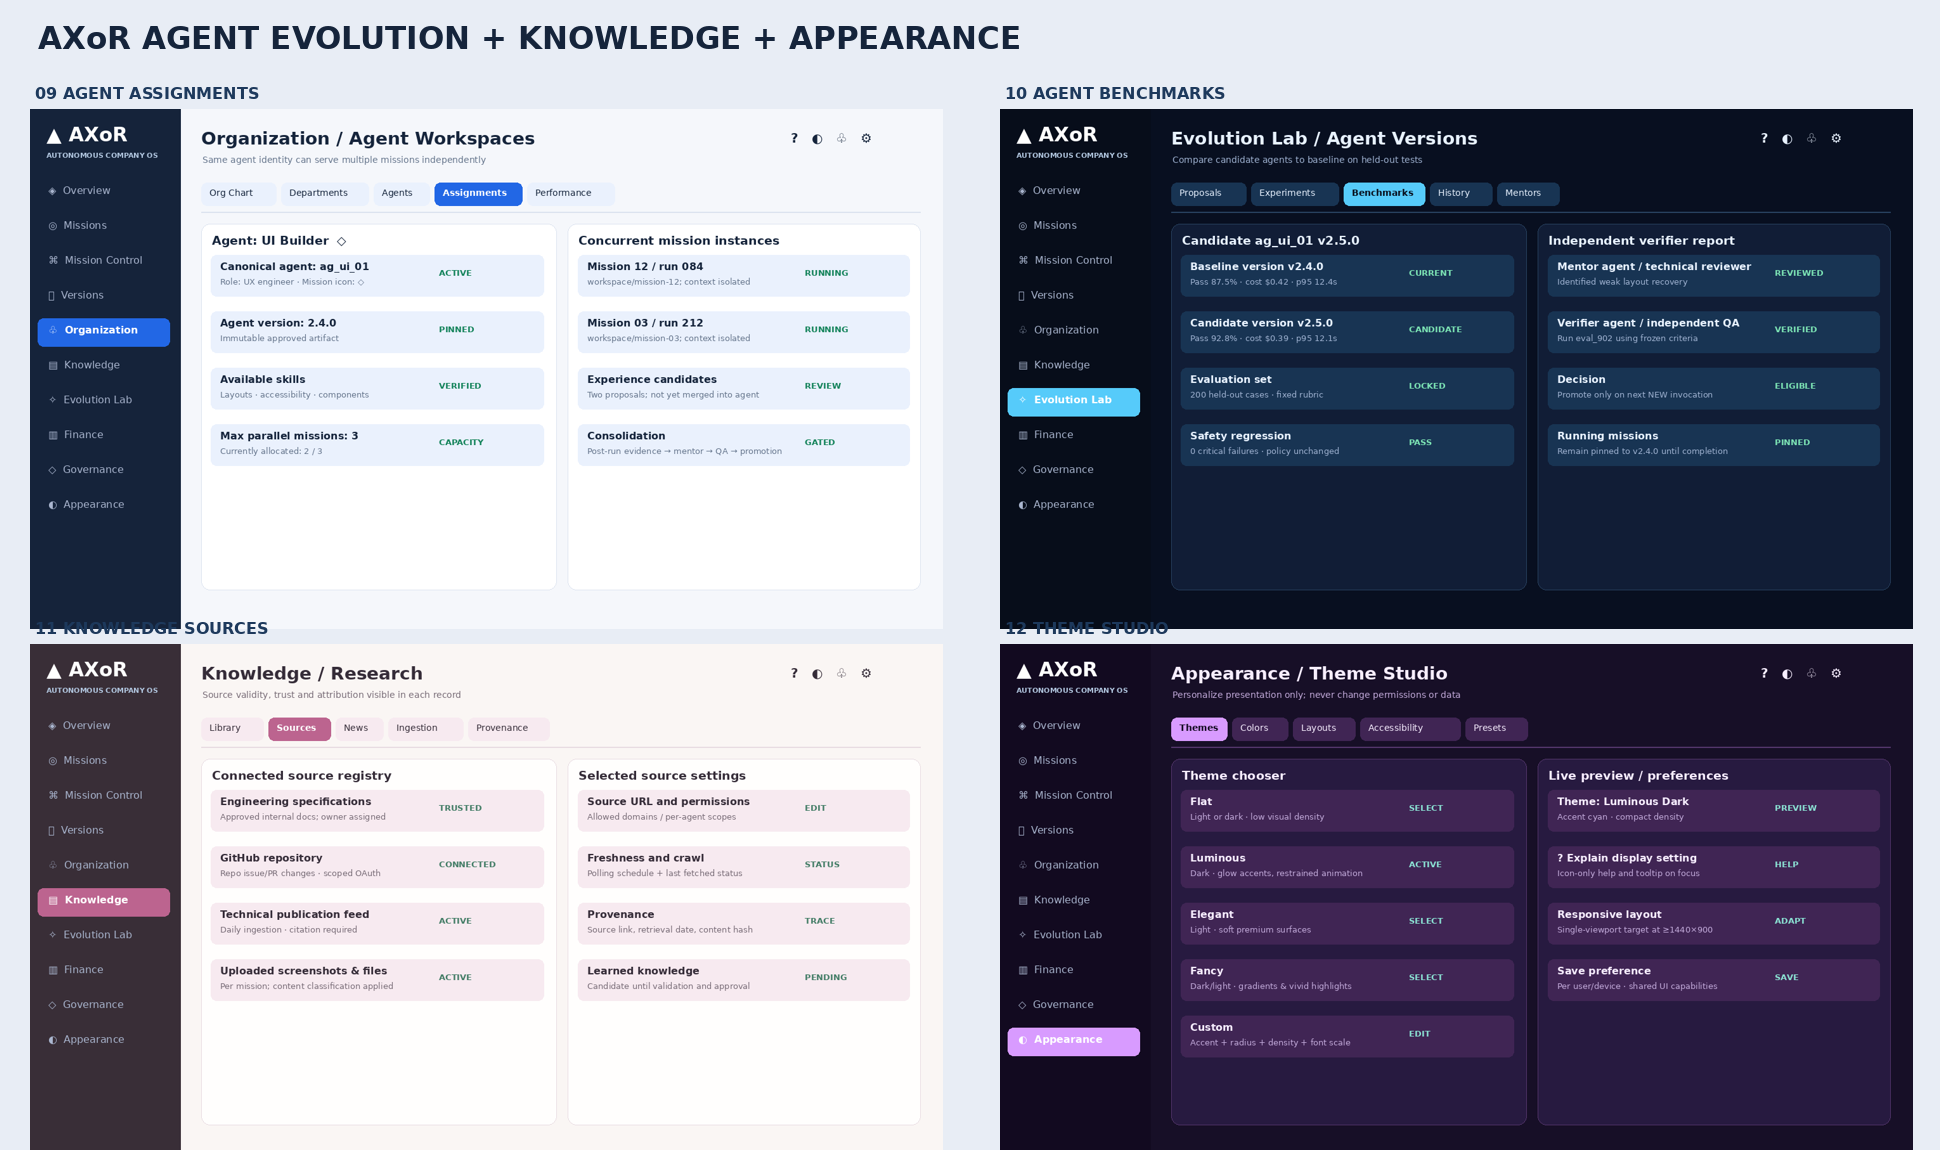 AXoR AGENT EVOLUTION + KNOWLEDGE + APPEARANCE
09 AGENT ASSIGNMENTS
AXoR
AUTONOMOUS COMPANY OS
Overview
Missions
Mission Control
Versions
Organization
Knowledge
Evolution Lab
Finance
Governance
Appearance
Organization / Agent Workspaces
Same agent identity can serve multiple missions independently
?
Org Chart
Departments
Agents
Assignments
Performance
Agent: UI Builder ◇
Canonical agent: ag_ui_01
ACTIVE
Role: UX engineer · Mission icon: ◇
Agent version: 2.4.0
PINNED
Immutable approved artifact
Available skills
VERIFIED
Layouts · accessibility · components
Max parallel missions: 3
CAPACITY
Currently allocated: 2 / 3
Concurrent mission instances
Mission 12 / run 084
RUNNING
workspace/mission-12; context isolated
Mission 03 / run 212
RUNNING
workspace/mission-03; context isolated
Experience candidates
REVIEW
Two proposals; not yet merged into agent
Consolidation
GATED
Post-run evidence → mentor → QA → promotion
10 AGENT BENCHMARKS
AXoR
AUTONOMOUS COMPANY OS
Overview
Missions
Mission Control
Versions
Organization
Knowledge
Evolution Lab
Finance
Governance
Appearance
Evolution Lab / Agent Versions
Compare candidate agents to baseline on held-out tests
?
Proposals
Experiments
Benchmarks
History
Mentors
Candidate ag_ui_01 v2.5.0
Baseline version v2.4.0
CURRENT
Pass 87.5% · cost $0.42 · p95 12.4s
Candidate version v2.5.0
CANDIDATE
Pass 92.8% · cost $0.39 · p95 12.1s
Evaluation set
LOCKED
200 held-out cases · fixed rubric
Safety regression
PASS
0 critical failures · policy unchanged
Independent verifier report
Mentor agent / technical reviewer
REVIEWED
Identified weak layout recovery
Verifier agent / independent QA
VERIFIED
Run eval_902 using frozen criteria
Decision
ELIGIBLE
Promote only on next NEW invocation
Running missions
PINNED
Remain pinned to v2.4.0 until completion
11 KNOWLEDGE SOURCES
AXoR
AUTONOMOUS COMPANY OS
Overview
Missions
Mission Control
Versions
Organization
Knowledge
Evolution Lab
Finance
Governance
Appearance
Knowledge / Research
Source validity, trust and attribution visible in each record
?
Library
Sources
News
Ingestion
Provenance
Connected source registry
Engineering specifications
TRUSTED
Approved internal docs; owner assigned
GitHub repository
CONNECTED
Repo issue/PR changes · scoped OAuth
Technical publication feed
ACTIVE
Daily ingestion · citation required
Uploaded screenshots & files
ACTIVE
Per mission; content classification applied
Selected source settings
Source URL and permissions
EDIT
Allowed domains / per-agent scopes
Freshness and crawl
STATUS
Polling schedule + last fetched status
Provenance
TRACE
Source link, retrieval date, content hash
Learned knowledge
PENDING
Candidate until validation and approval
12 THEME STUDIO
AXoR
AUTONOMOUS COMPANY OS
Overview
Missions
Mission Control
Versions
Organization
Knowledge
Evolution Lab
Finance
Governance
Appearance
Appearance / Theme Studio
Personalize presentation only; never change permissions or data
?
Themes
Colors
Layouts
Accessibility
Presets
Theme chooser
Flat
SELECT
Light or dark · low visual density
Luminous
ACTIVE
Dark · glow accents, restrained animation
Elegant
SELECT
Light · soft premium surfaces
Fancy
SELECT
Dark/light · gradients & vivid highlights
Custom
EDIT
Accent + radius + density + font scale
Live preview / preferences
Theme: Luminous Dark
PREVIEW
Accent cyan · compact density
? Explain display setting
HELP
Icon-only help and tooltip on focus
Responsive layout
ADAPT
Single-viewport target at ≥1440×900
Save preference
SAVE
Per user/device · shared UI capabilities